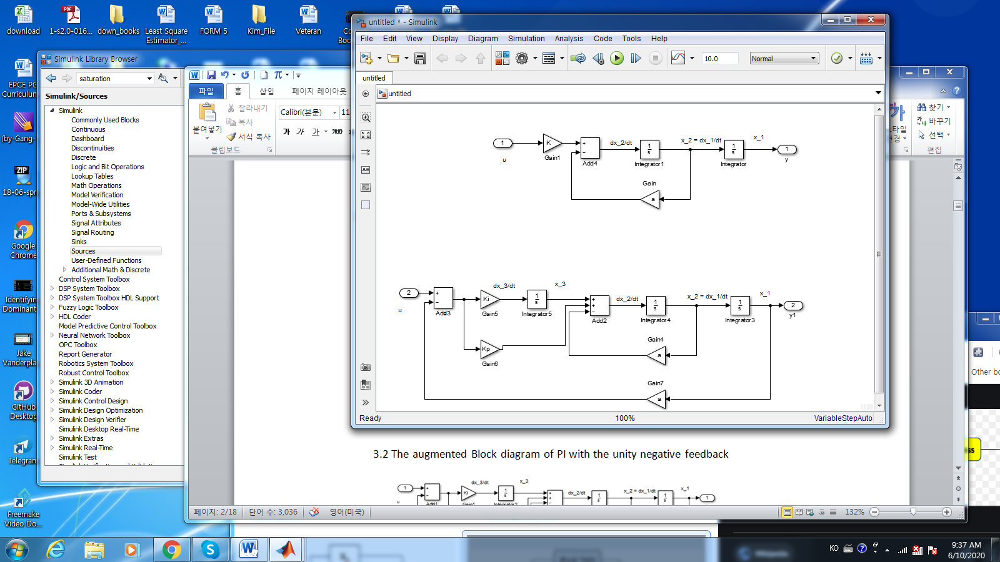 download
1-s2.0-016...
down_books
Least Square
Estimator_...
FORM 5
Kim_File
Veteran
EPCE PG
Curriculun
(by-Gang-
ZIP
18-06-spr
Google
Chrome
Identifying
Dominant
Jake
Vanderpla
GitHub
Desktop
Telegram
Freemake
Video Do...
Simulink Library Browser
saturation
Simulink/Sources
Simulink
Commonly Used Blocks
Continuous
Dashboard
Discontinuities
Discrete
Logic and Bit Operations
Lookup Tables
Math Operations
Model Verification
Model-Wide Utilities
Ports & Subsystems
Signal Attributes
Signal Routing
Sinks
Sources
User-Defined Functions
Additional Math & Discrete
Control System Toolbox
DSP System Toolbox
DSP System Toolbox HDL Support
Fuzzy Logic Toolbox
HDL Coder
Model Predictive Control Toolbox
Neural Network Toolbox
OPC Toolbox
Report Generator
Robotics System Toolbox
Robust Control Toolbox
Simulink 3D Animation
Simulink Coder
Simulink Control Design
Simulink Design Optimization
Simulink Design Verifier
Simulink Desktop Real-Time
Simulink Extras
Simulink Real-Time
Simulink Test
파일
홈
삽입
페이지 레이아웃
붙여넣기
잘라내기
복사
서식 복사
클립보드
Calibri(본문)
11
가 가 가
찾기
바꾸기
선택
편집
untitled * - Simulink
File Edit View Display Diagram Simulation Analysis Code Tools Help
10.0
Normal
untitled
untitled
1
u
K
Gain1
+
−
Add4
dx_2/dt
1
s
Integrator1
x_2 = dx_1/dt
1
s
Integrator
x_1
1
y
Gain
a
2
u
+
−
Add3
dx_3/dt
Ki
Gain5
1
s
Integrator5
x_3
+
+
−
Add2
dx_2/dt
1
s
Integrator4
x_2 = dx_1/dt
1
s
Integrator3
x_1
2
y1
Kp
Gain6
Gain4
a
Gain7
a
Ready
100%
VariableStepAuto
3.2 The augmented Block diagram of PI with the unity negative feedback
1
u
Ki
dx_3/dt
1
s
x_3
dx_2/dt
1
s
x_2 = dx_1/dt
1
s
x_1
1
페이지: 2/18
단어 수: 3,036
영어(미국)
132%
Other bo
ss
KO
9:37 AM
6/10/2020